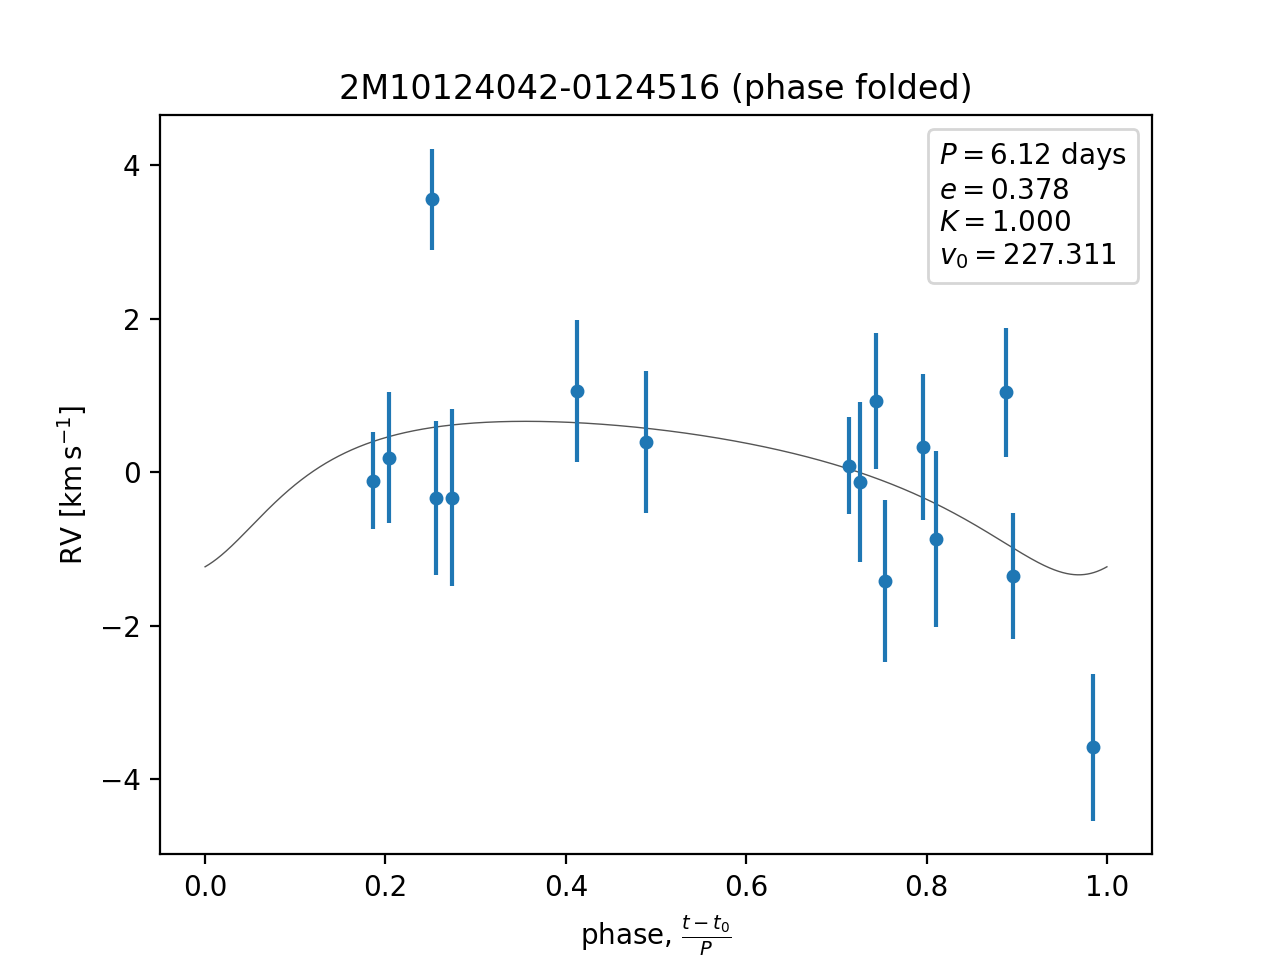 2M10124042-0124516 (phase folded)
P = 6.12 days
e = 0.378
K = 1.000
v₀ = 227.311
4
2
0
−2
−4
RV [km s⁻¹]
0.0 0.2 0.4 0.6 0.8 1.0
phase, (t − t₀)/P